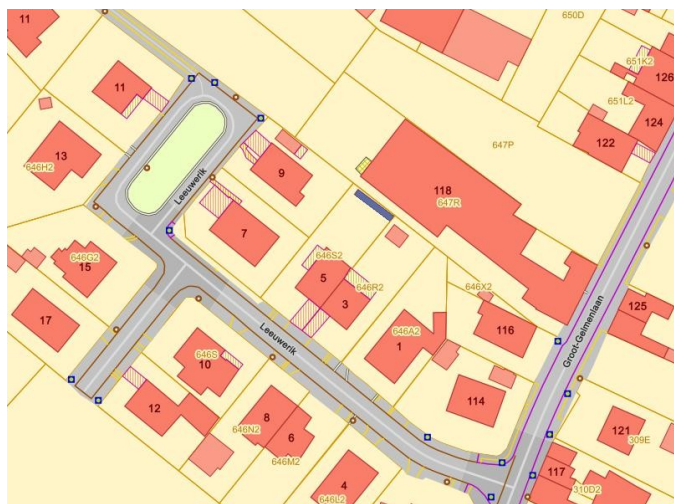 11
650D
651K2
126
11
651L2
124
647P
122
13
646H2
9
118
647R
Leeuwerik
7
646G2
15
646S2
5
646R2
3
646X2
125
17
Leeuwerik
1
646A2
116
Groot-Gelmenlaan
646S
10
114
12
8
646N2
6
121
309E
646M2
117
4
646L2
310D2